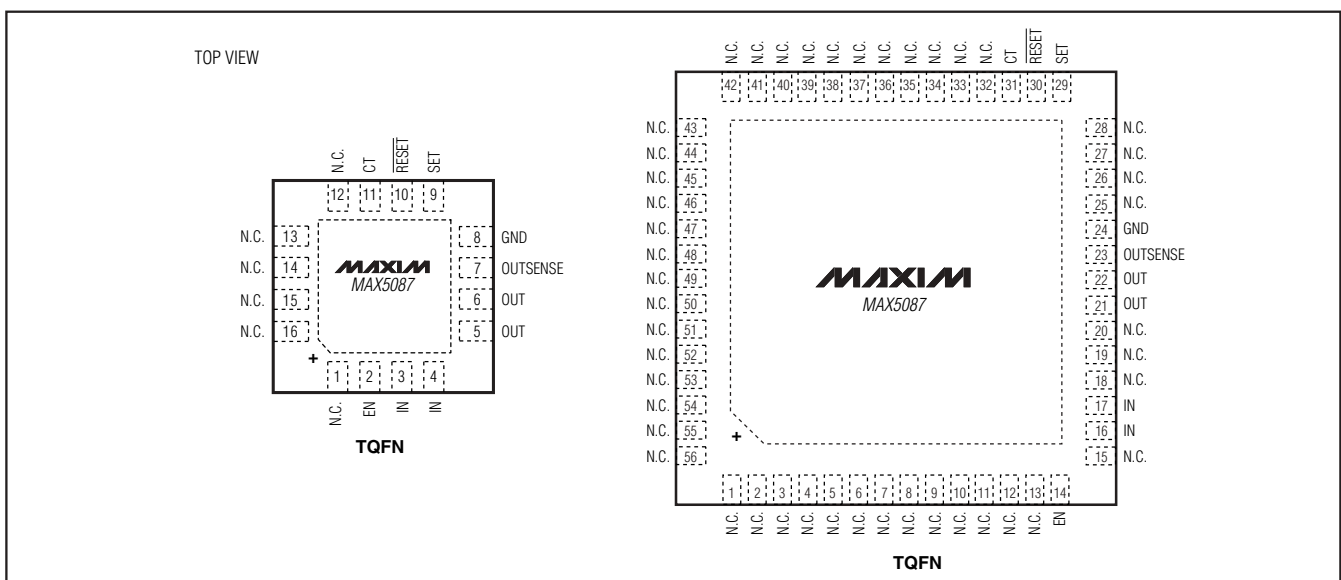 TOP VIEW
N.C. CT RESET SET
12 11 10 9
N.C. 13
N.C. 14
N.C. 15
N.C. 16
8 GND
7 OUTSENSE
6 OUT
5 OUT
MAXIM
MAX5087
+
1 2 3 4
N.C. EN IN IN
TQFN
N.C. N.C. N.C. N.C. N.C. N.C. N.C. N.C. N.C. N.C. N.C. CT RESET SET
42 41 40 39 38 37 36 35 34 33 32 31 30 29
N.C. 43
N.C. 44
N.C. 45
N.C. 46
N.C. 47
N.C. 48
N.C. 49
N.C. 50
N.C. 51
N.C. 52
N.C. 53
N.C. 54
N.C. 55
N.C. 56
28 N.C.
27 N.C.
26 N.C.
25 N.C.
24 GND
23 OUTSENSE
22 OUT
21 OUT
20 N.C.
19 N.C.
18 N.C.
17 IN
16 IN
15 N.C.
MAXIM
MAX5087
+
1 2 3 4 5 6 7 8 9 10 11 12 13 14
N.C. N.C. N.C. N.C. N.C. N.C. N.C. N.C. N.C. N.C. N.C. N.C. N.C. EN
TQFN